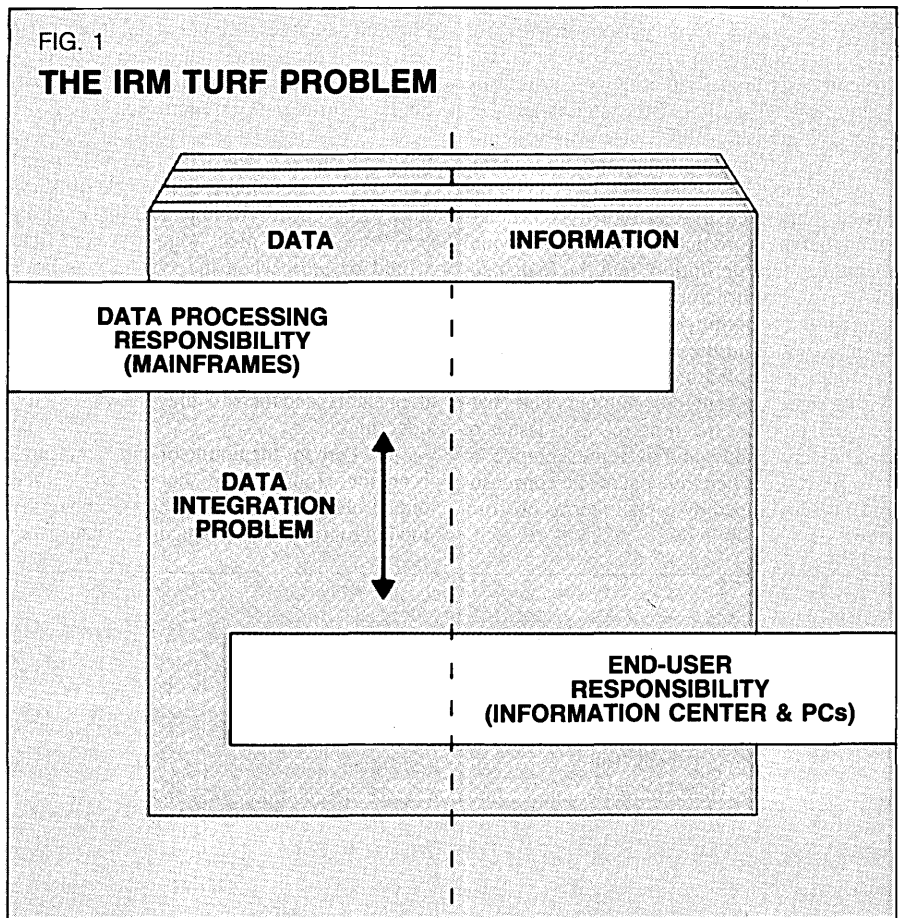 FIG. 1
THE IRM TURF PROBLEM
DATA
INFORMATION
DATA PROCESSING
RESPONSIBILITY
(MAINFRAMES)
DATA
INTEGRATION
PROBLEM
END-USER
RESPONSIBILITY
(INFORMATION CENTER & PCs)